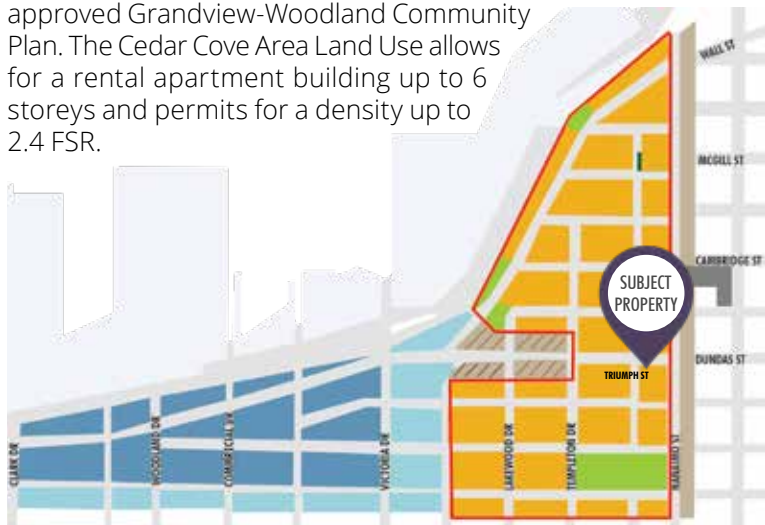 approved Grandview-Woodland Community
Plan. The Cedar Cove Area Land Use allows
for a rental apartment building up to 6
storeys and permits for a density up to
2.4 FSR.
WALL ST
MCGILL ST
CAMBRIDGE ST
SUBJECT
PROPERTY
DUNDAS ST
TRIUMPH ST
CLARK DR
WOODLAND DR
COMMERCIAL DR
VICTORIA DR
LAKEWOOD DR
TEMPLETON DR
NANAIMO ST